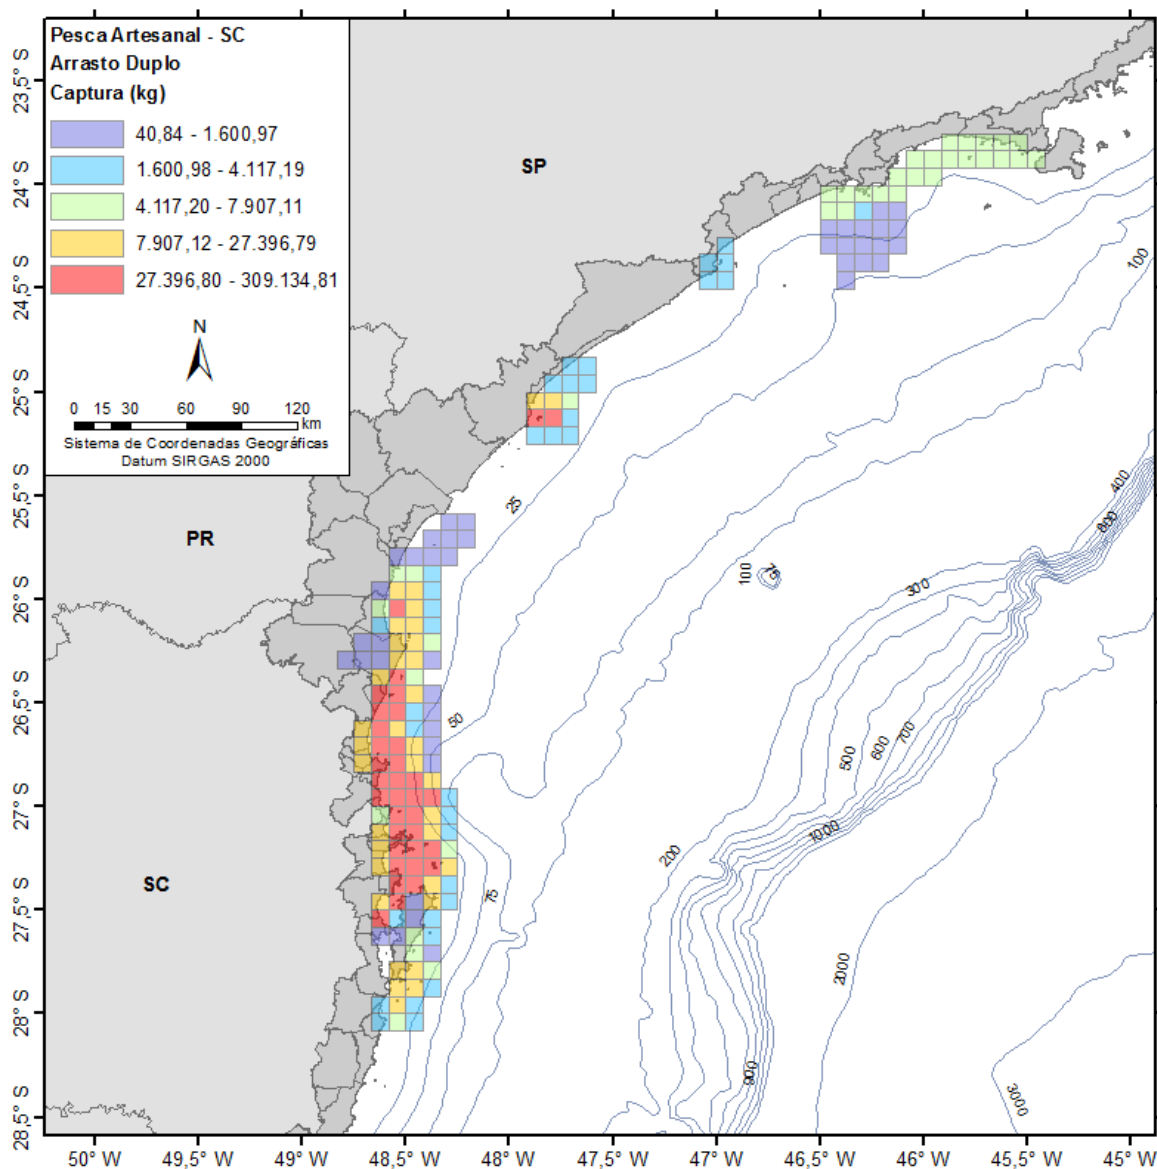 Pesca Artesanal - SC
Arrasto Duplo
Captura (kg)
40,84 - 1.600,97
1.600,98 - 4.117,19
4.117,20 - 7.907,11
7.907,12 - 27.396,79
27.396,80 - 309.134,81
N
0 15 30 60 90 120
km
Sistema de Coordenadas Geográficas
Datum SIRGAS 2000
SP
PR
SC
100
25
400
800
100
75
300
50
500
600
700
1000
200
75
2000
900
3000
23,5° S
24° S
24,5° S
25° S
25,5° S
26° S
26,5° S
27° S
27,5° S
28° S
28,5° S
50° W
49,5° W
49° W
48,5° W
48° W
47,5° W
47° W
46,5° W
46° W
45,5° W
45° W